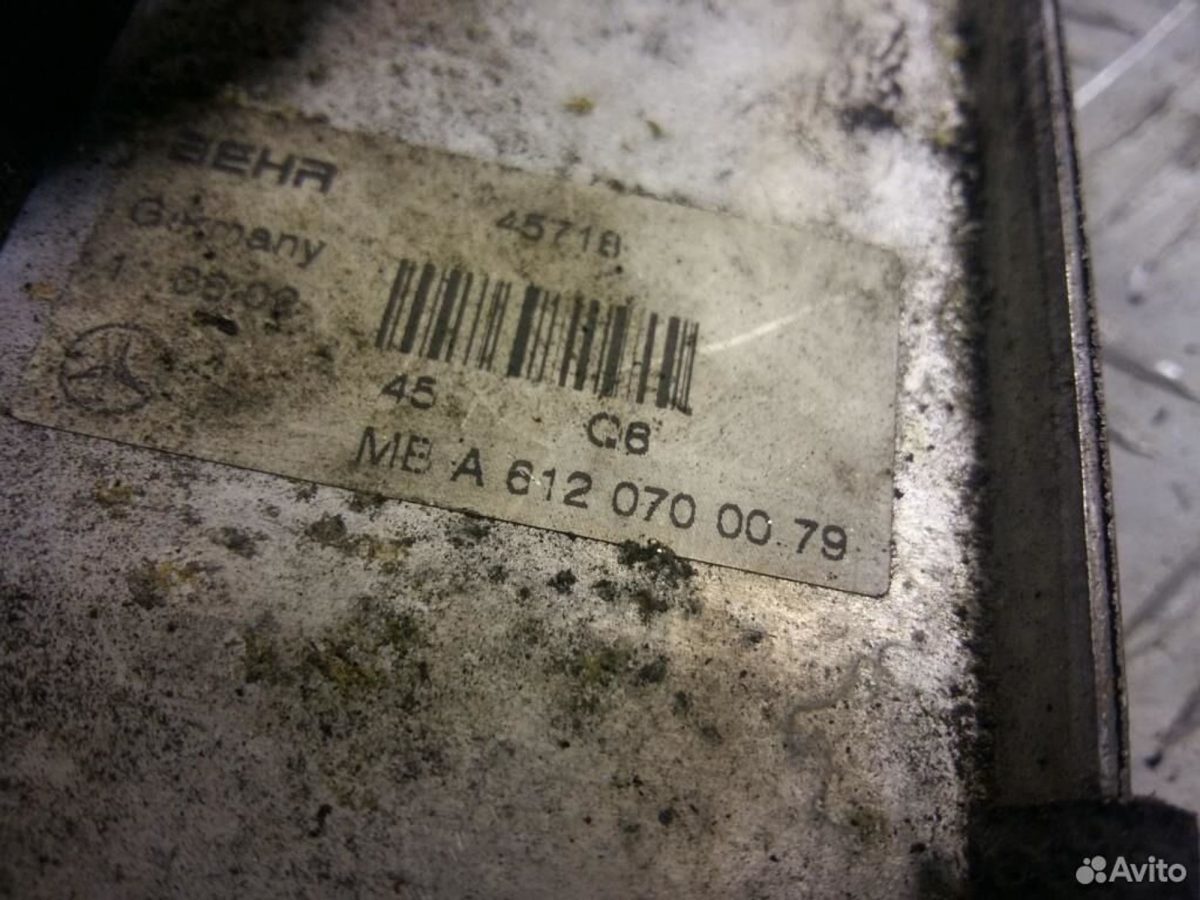 BEHR
45718
Germany
45 Q6
MB A 612 070 00 79
Avito